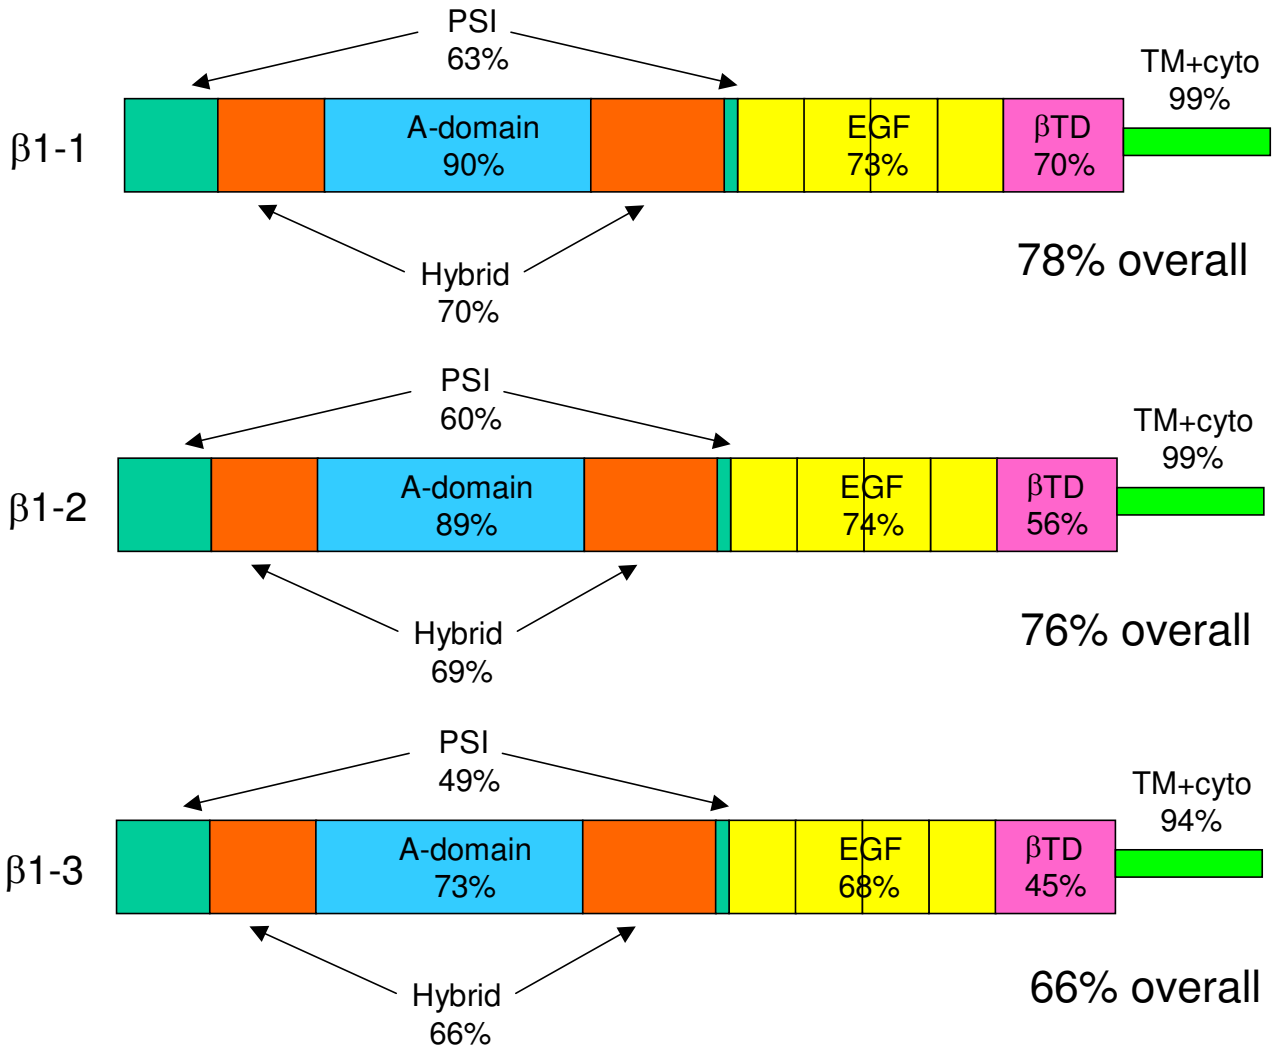 PSI
63%
TM+cyto
99%
β1-1
A-domain
90%
EGF
73%
βTD
70%
Hybrid
70%
78% overall
PSI
60%
TM+cyto
99%
β1-2
A-domain
89%
EGF
74%
βTD
56%
Hybrid
69%
76% overall
PSI
49%
TM+cyto
94%
β1-3
A-domain
73%
EGF
68%
βTD
45%
Hybrid
66%
66% overall